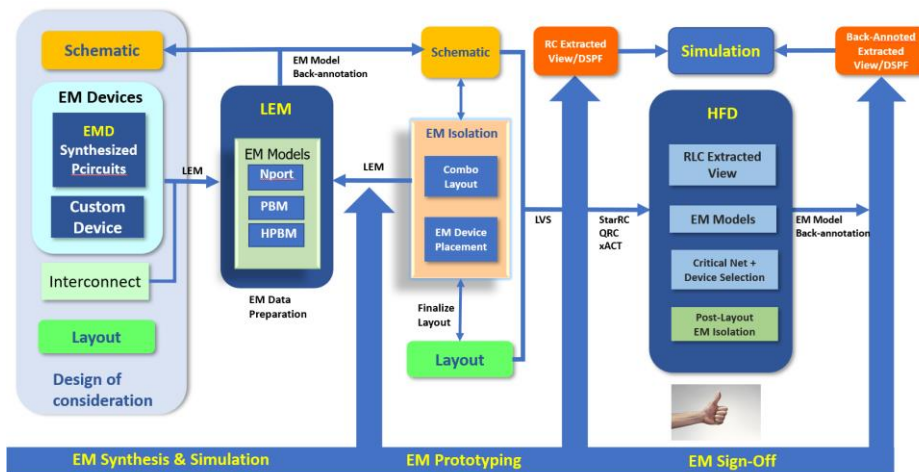 Schematic
EM Devices
EMD
Synthesized
Pcircuits
Custom
Device
Interconnect
Layout
Design of
consideration
LEM
EM Model
Back-annotation
LEM
EM Models
Nport
PBM
HPBM
EM Data
Preparation
LEM
Schematic
EM Isolation
Combo
Layout
EM Device
Placement
Finalize
Layout
Layout
LVS
RC Extracted
View/DSPF
StarRC
QRC
xACT
Simulation
HFD
RLC Extracted
View
EM Models
Critical Net +
Device Selection
Post-Layout
EM Isolation
EM Model
Back-annotation
Back-Annoted
Extracted
View/DSPF
EM Synthesis & Simulation
EM Prototyping
EM Sign-Off